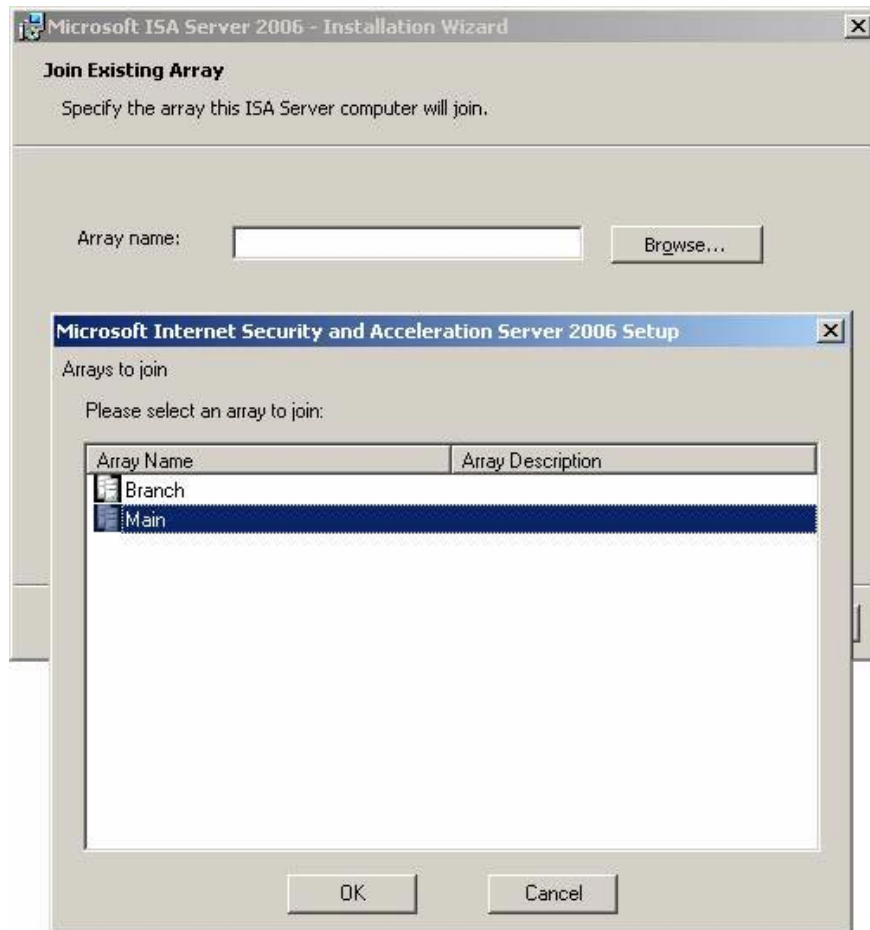 Microsoft ISA Server 2006 - Installation Wizard
Join Existing Array
Specify the array this ISA Server computer will join.
Array name:
Browse...
Microsoft Internet Security and Acceleration Server 2006 Setup
Arrays to join
Please select an array to join:
Array Name Array Description
Branch
Main
OK Cancel